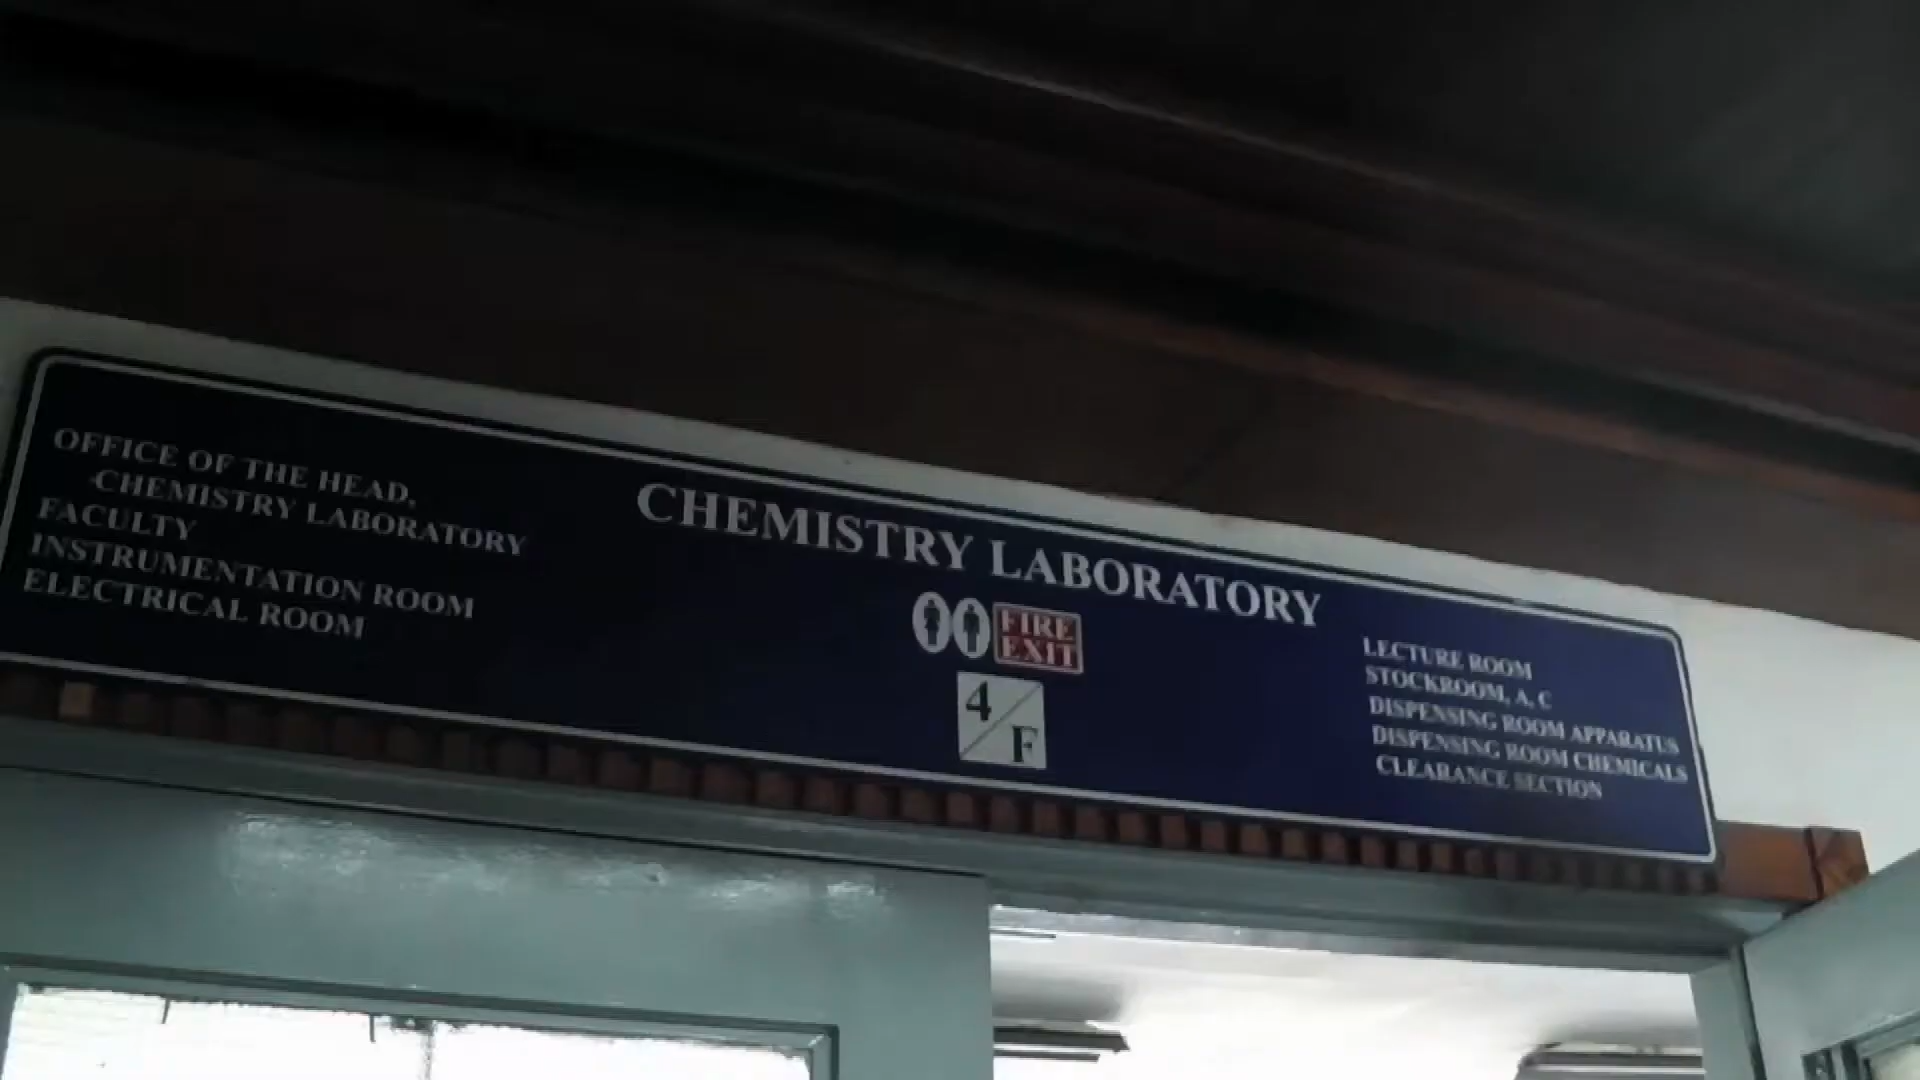 OFFICE OF THE HEAD,
CHEMISTRY LABORATORY
FACULTY
INSTRUMENTATION ROOM
ELECTRICAL ROOM
CHEMISTRY LABORATORY
FIRE
EXIT
4/F
LECTURE ROOM
STOCKROOM, A, C
DISPENSING ROOM APPARATUS
DISPENSING ROOM CHEMICALS
CLEARANCE SECTION